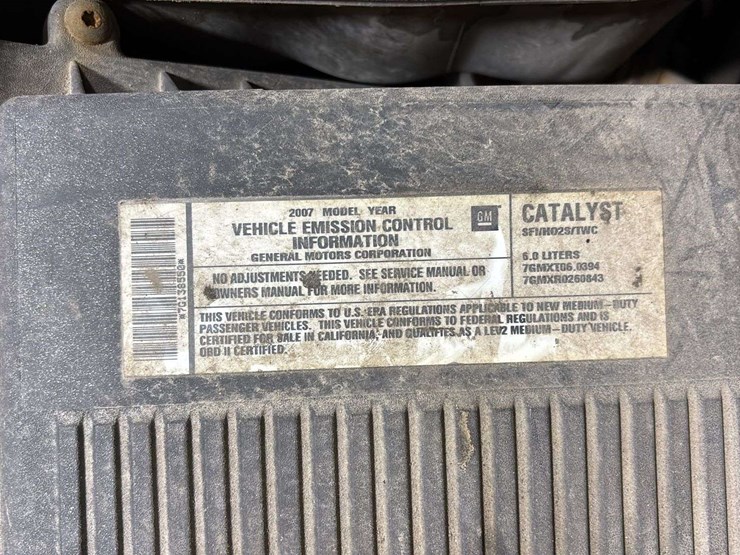 2007 MODEL YEAR
VEHICLE EMISSION CONTROL
INFORMATION
GENERAL MOTORS CORPORATION
GM
CATALYST
SFI/HO2S/TWC
6.0 LITERS
7GMXT06.0394
7GMXR0260843
NO ADJUSTMENTS NEEDED. SEE SERVICE MANUAL OR
OWNERS MANUAL FOR MORE INFORMATION.
THIS VEHICLE CONFORMS TO U.S. EPA REGULATIONS APPLICABLE TO NEW MEDIUM-DUTY
PASSENGER VEHICLES. THIS VEHICLE CONFORMS TO FEDERAL REGULATIONS AND IS
CERTIFIED FOR SALE IN CALIFORNIA, AND QUALIFIES AS A LEV2 MEDIUM-DUTY VEHICLE.
OBD II CERTIFIED.